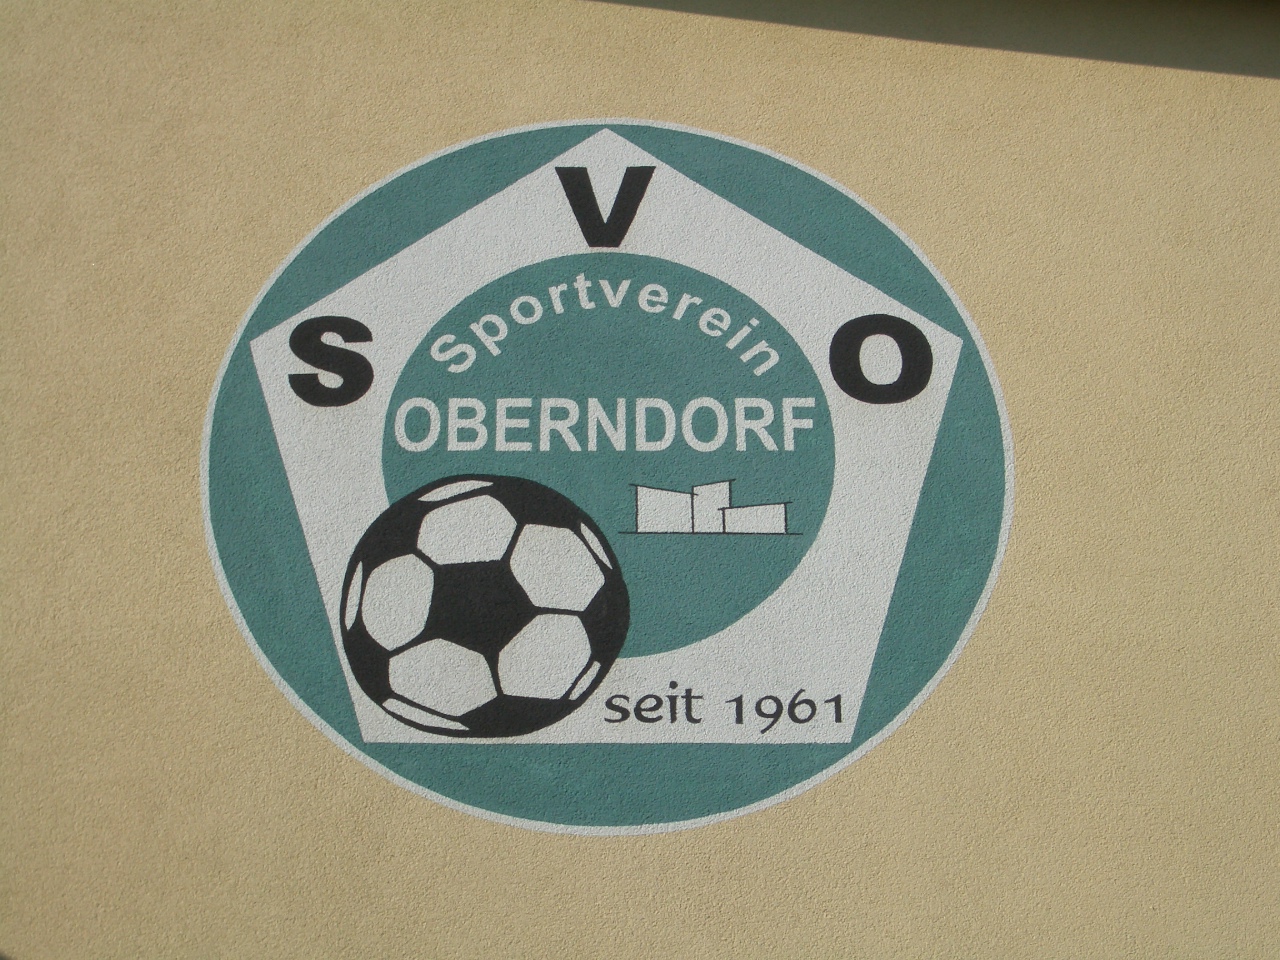 S V O
Sportverein
OBERNDORF
seit 1961